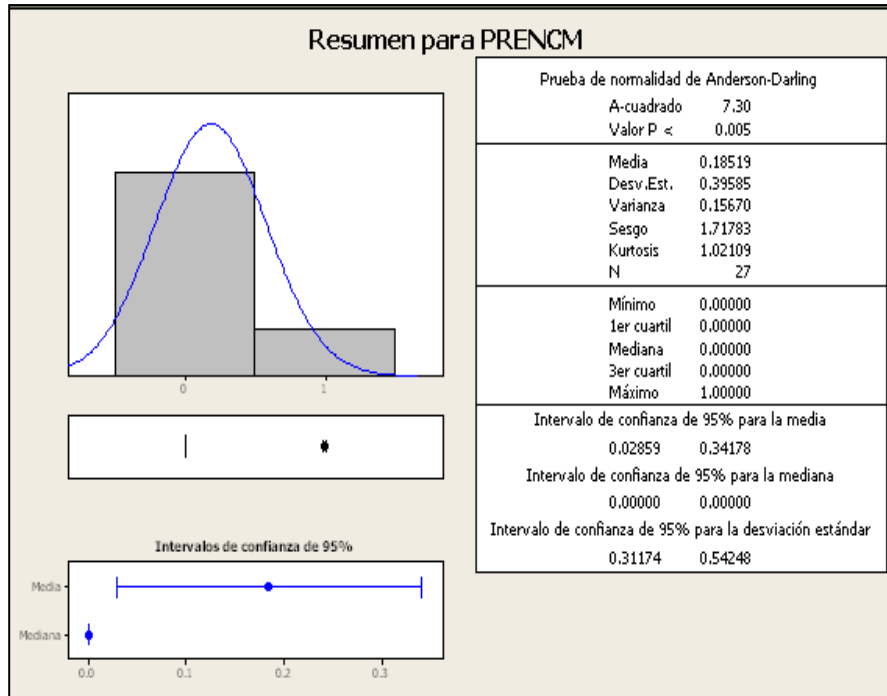 Resumen para PRENCM
0 1
Intervalos de confianza de 95%
Media
Mediana
0.0 0.1 0.2 0.3
Prueba de normalidad de Anderson-Darling
A-cuadrado 7.30
Valor P < 0.005
Media 0.18519
Desv.Est. 0.39585
Varianza 0.15670
Sesgo 1.71783
Kurtosis 1.02109
N 27
Mínimo 0.00000
1er cuartil 0.00000
Mediana 0.00000
3er cuartil 0.00000
Máximo 1.00000
Intervalo de confianza de 95% para la media
0.02859 0.34178
Intervalo de confianza de 95% para la mediana
0.00000 0.00000
Intervalo de confianza de 95% para la desviación estándar
0.31174 0.54248